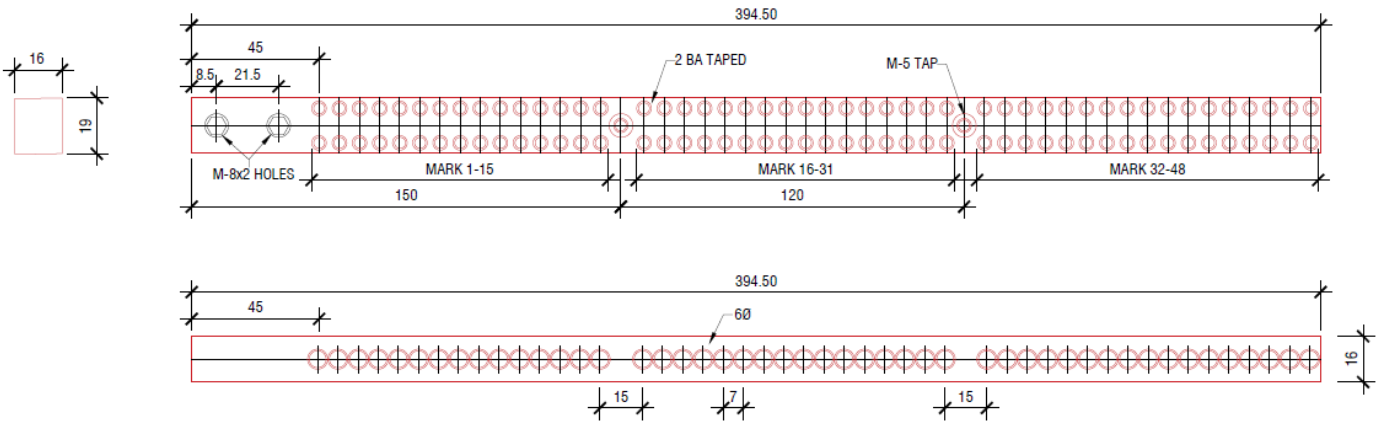 394.50
45
16
8.5
21.5
2 BA TAPED
M-5 TAP
19
M-8x2 HOLES
MARK 1-15
MARK 16-31
MARK 32-48
150
120
394.50
45
6Ø
16
15
7
15